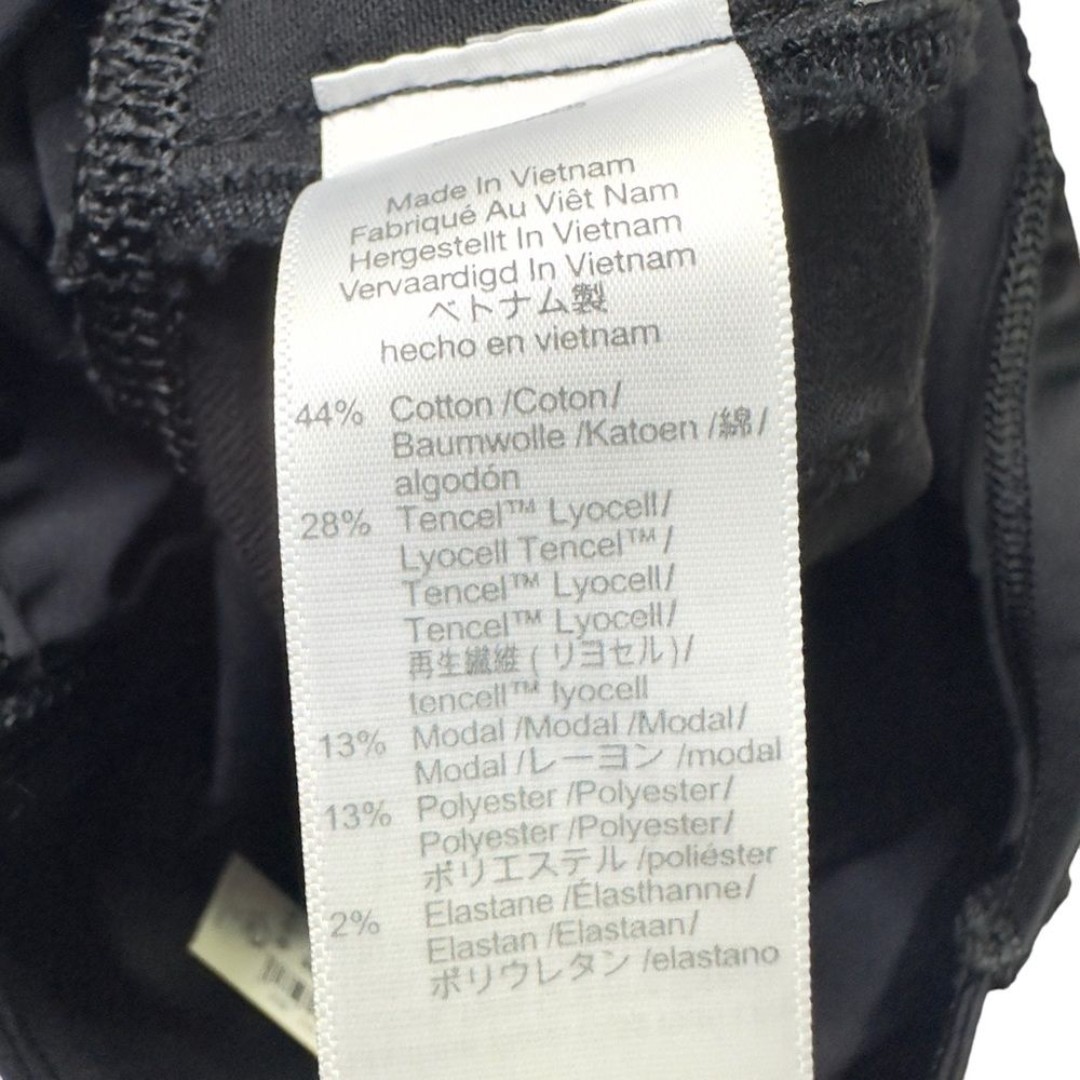 Made In Vietnam
Fabriqué Au Viêt Nam
Hergestellt In Vietnam
Vervaardigd In Vietnam
ベトナム製
hecho en vietnam
44% Cotton /Coton/
Baumwolle /Katoen /綿/
algodón
28% Tencel™ Lyocell/
Lyocell Tencel™/
Tencel™ Lyocell/
Tencel™ Lyocell/
再生繊維 ( リヨセル)/
tencell™ lyocell
13% Modal /Modal /Modal/
Modal /レーヨン /modal
13% Polyester /Polyester/
Polyester /Polyester/
ポリエステル /poliéster
2% Elastane /Élasthanne/
Elastan /Elastaan/
ポリウレタン /elastano